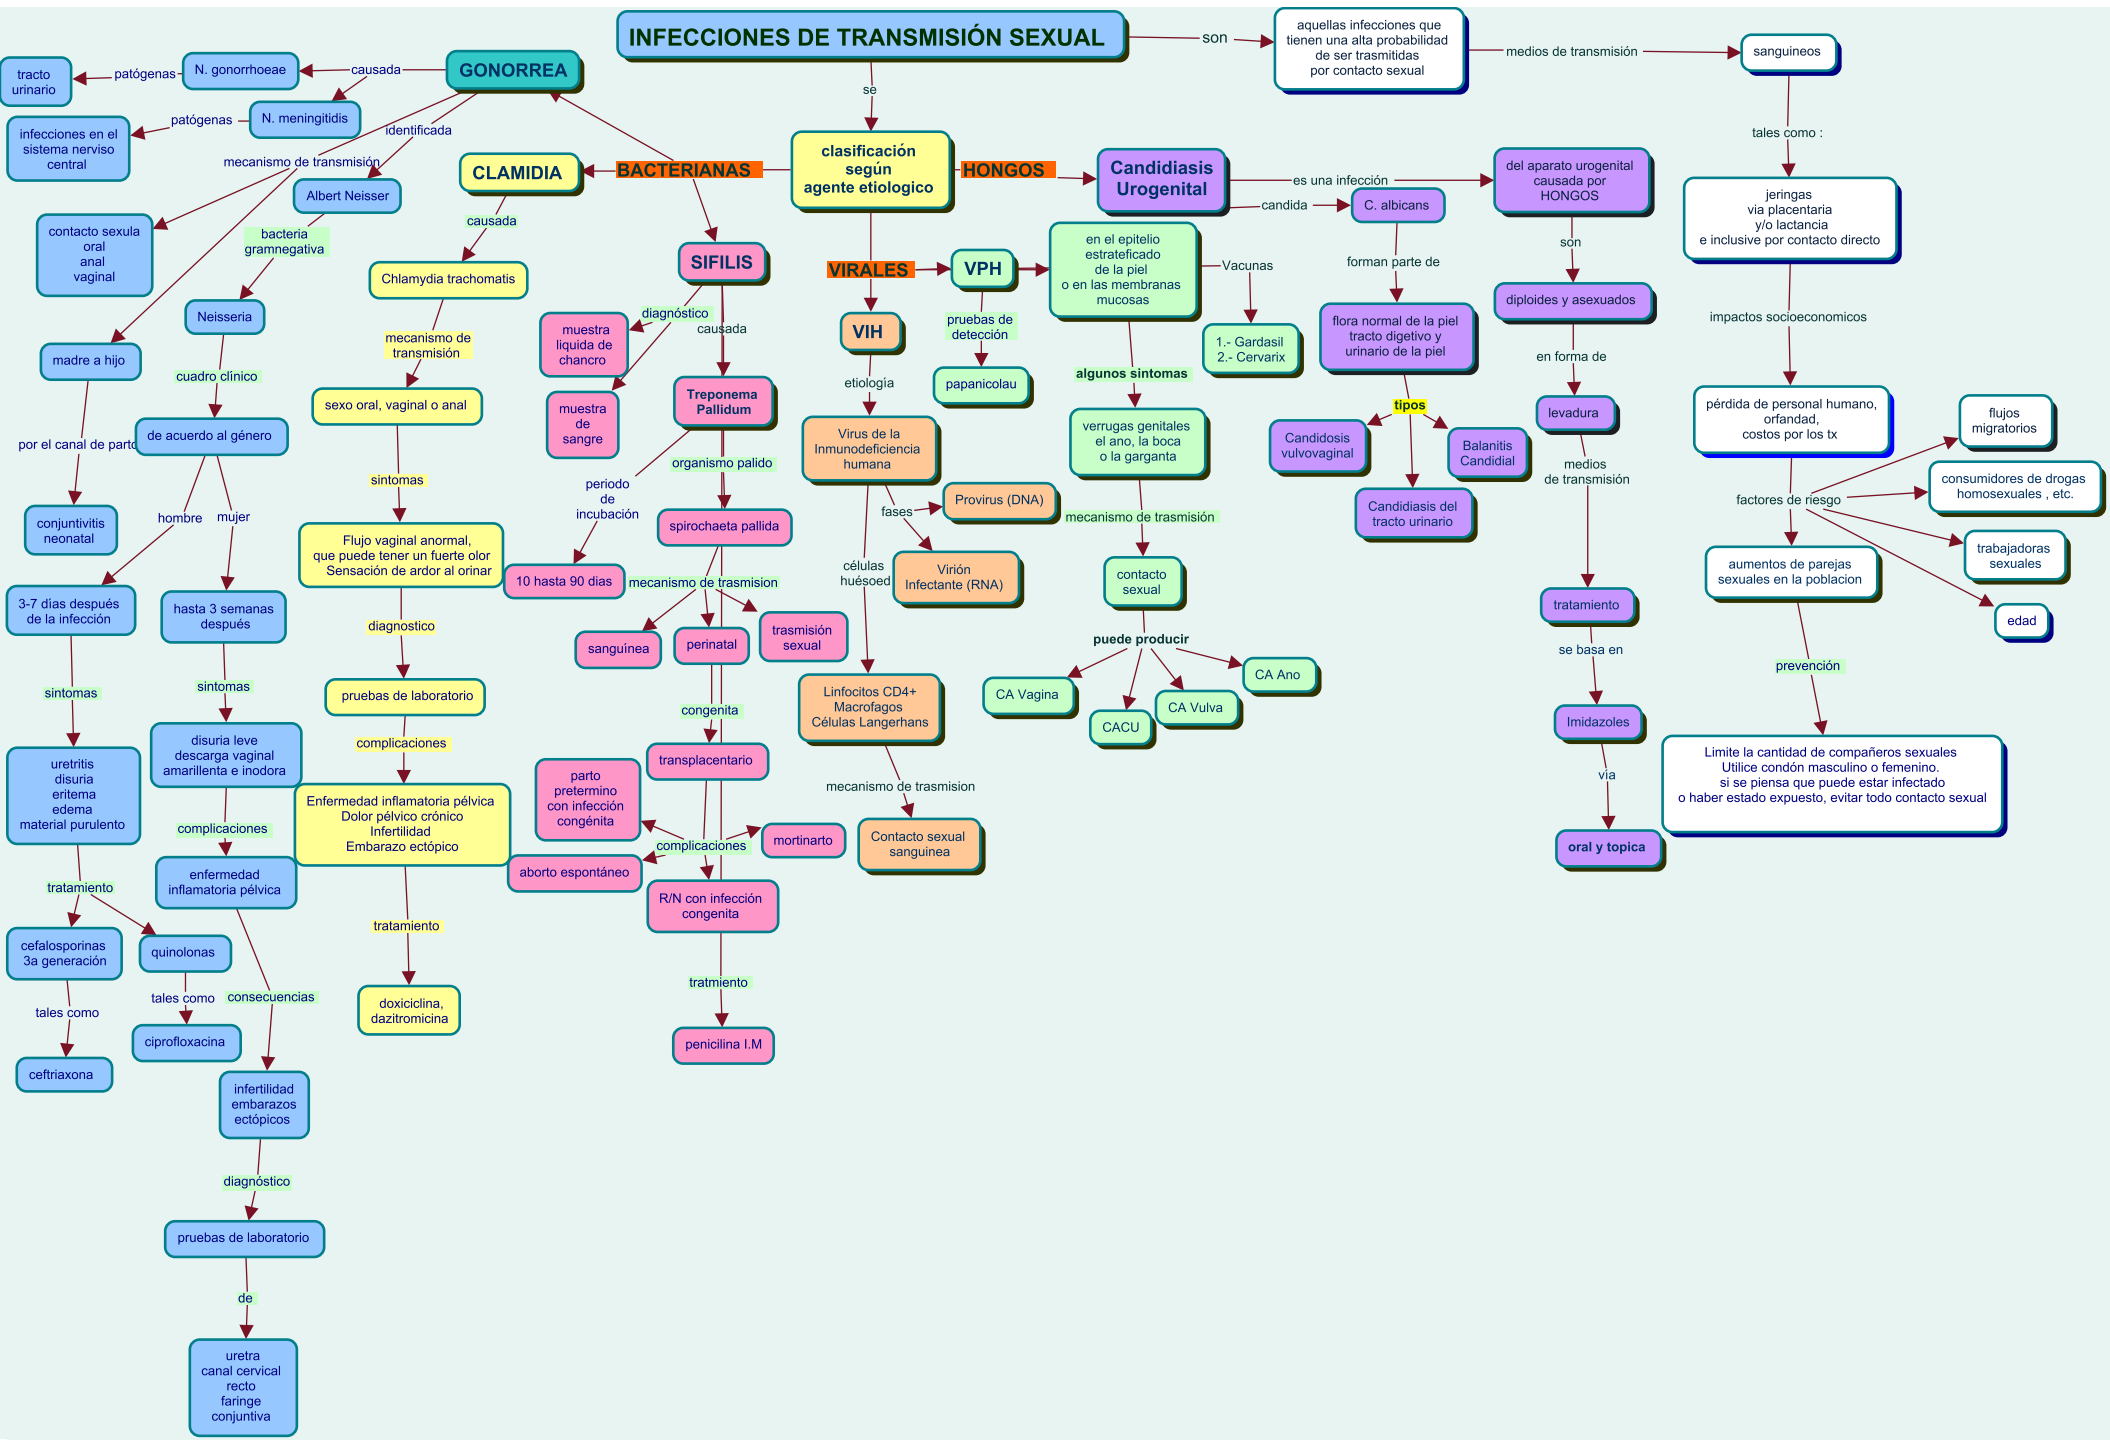 INFECCIONES DE TRANSMISIÓN SEXUAL
son
aquellas infecciones que
tienen una alta probabilidad
de ser trasmitidas
por contacto sexual
medios de transmisión
sanguineos
tales como :
jeringas
via placentaria
y/o lactancia
e inclusive por contacto directo
impactos socioeconomicos
pérdida de personal humano,
orfandad,
costos por los tx
factores de riesgo
flujos
migratorios
consumidores de drogas
homosexuales , etc.
trabajadoras
sexuales
edad
aumentos de parejas
sexuales en la poblacion
prevención
Limite la cantidad de compañeros sexuales
Utilice condón masculino o femenino.
si se piensa que puede estar infectado
o haber estado expuesto, evitar todo contacto sexual
se
clasificación
según
agente etiologico
BACTERIANAS
GONORREA
causada
N. gonorrhoeae
patógenas
tracto
urinario
N. meningitidis
patógenas
infecciones en el
sistema nerviso
central
identificada
Albert Neisser
bacteria
gramnegativa
Neisseria
cuadro clínico
de acuerdo al género
mecanismo de transmisión
contacto sexula
oral
anal
vaginal
madre a hijo
por el canal de parto
conjuntivitis
neonatal
hombre
3-7 días después
de la infección
sintomas
uretritis
disuria
eritema
edema
material purulento
tratamiento
cefalosporinas
3a generación
tales como
ceftriaxona
quinolonas
tales como
ciprofloxacina
mujer
hasta 3 semanas
después
sintomas
disuria leve
descarga vaginal
amarillenta e inodora
complicaciones
enfermedad
inflamatoria pélvica
consecuencias
infertilidad
embarazos
ectópicos
diagnóstico
pruebas de laboratorio
de
uretra
canal cervical
recto
faringe
conjuntiva
CLAMIDIA
causada
Chlamydia trachomatis
mecanismo de
transmisión
sexo oral, vaginal o anal
sintomas
Flujo vaginal anormal,
que puede tener un fuerte olor
Sensación de ardor al orinar
diagnostico
pruebas de laboratorio
complicaciones
Enfermedad inflamatoria pélvica
Dolor pélvico crónico
Infertilidad
Embarazo ectópico
tratamiento
doxiciclina,
dazitromicina
SIFILIS
diagnóstico
muestra
liquida de
chancro
muestra
de
sangre
causada
Treponema
Pallidum
periodo
de
incubación
10 hasta 90 dias
organismo palido
spirochaeta pallida
mecanismo de trasmision
sanguínea
perinatal
trasmisión
sexual
congenita
transplacentario
complicaciones
parto
pretermino
con infección
congénita
aborto espontáneo
mortinarto
R/N con infección
congenita
tratmiento
penicilina I.M
VIRALES
VIH
etiología
Virus de la
Inmunodeficiencia
humana
fases
Provirus (DNA)
Virión
Infectante (RNA)
células
huésoed
Linfocitos CD4+
Macrofagos
Células Langerhans
mecanismo de trasmision
Contacto sexual
sanguinea
VPH
pruebas de
detección
papanicolau
en el epitelio
estrateficado
de la piel
o en las membranas
mucosas
Vacunas
1.- Gardasil
2.- Cervarix
algunos sintomas
verrugas genitales
el ano, la boca
o la garganta
mecanismo de trasmisión
contacto
sexual
puede producir
CA Vagina
CACU
CA Vulva
CA Ano
HONGOS
Candidiasis
Urogenital
es una infección
del aparato urogenital
causada por
HONGOS
candida
C. albicans
forman parte de
flora normal de la piel
tracto digetivo y
urinario de la piel
tipos
Candidosis
vulvovaginal
Candidiasis del
tracto urinario
Balanitis
Candidial
son
diploides y asexuados
en forma de
levadura
medios
de transmisión
tratamiento
se basa en
Imidazoles
via
oral y topica